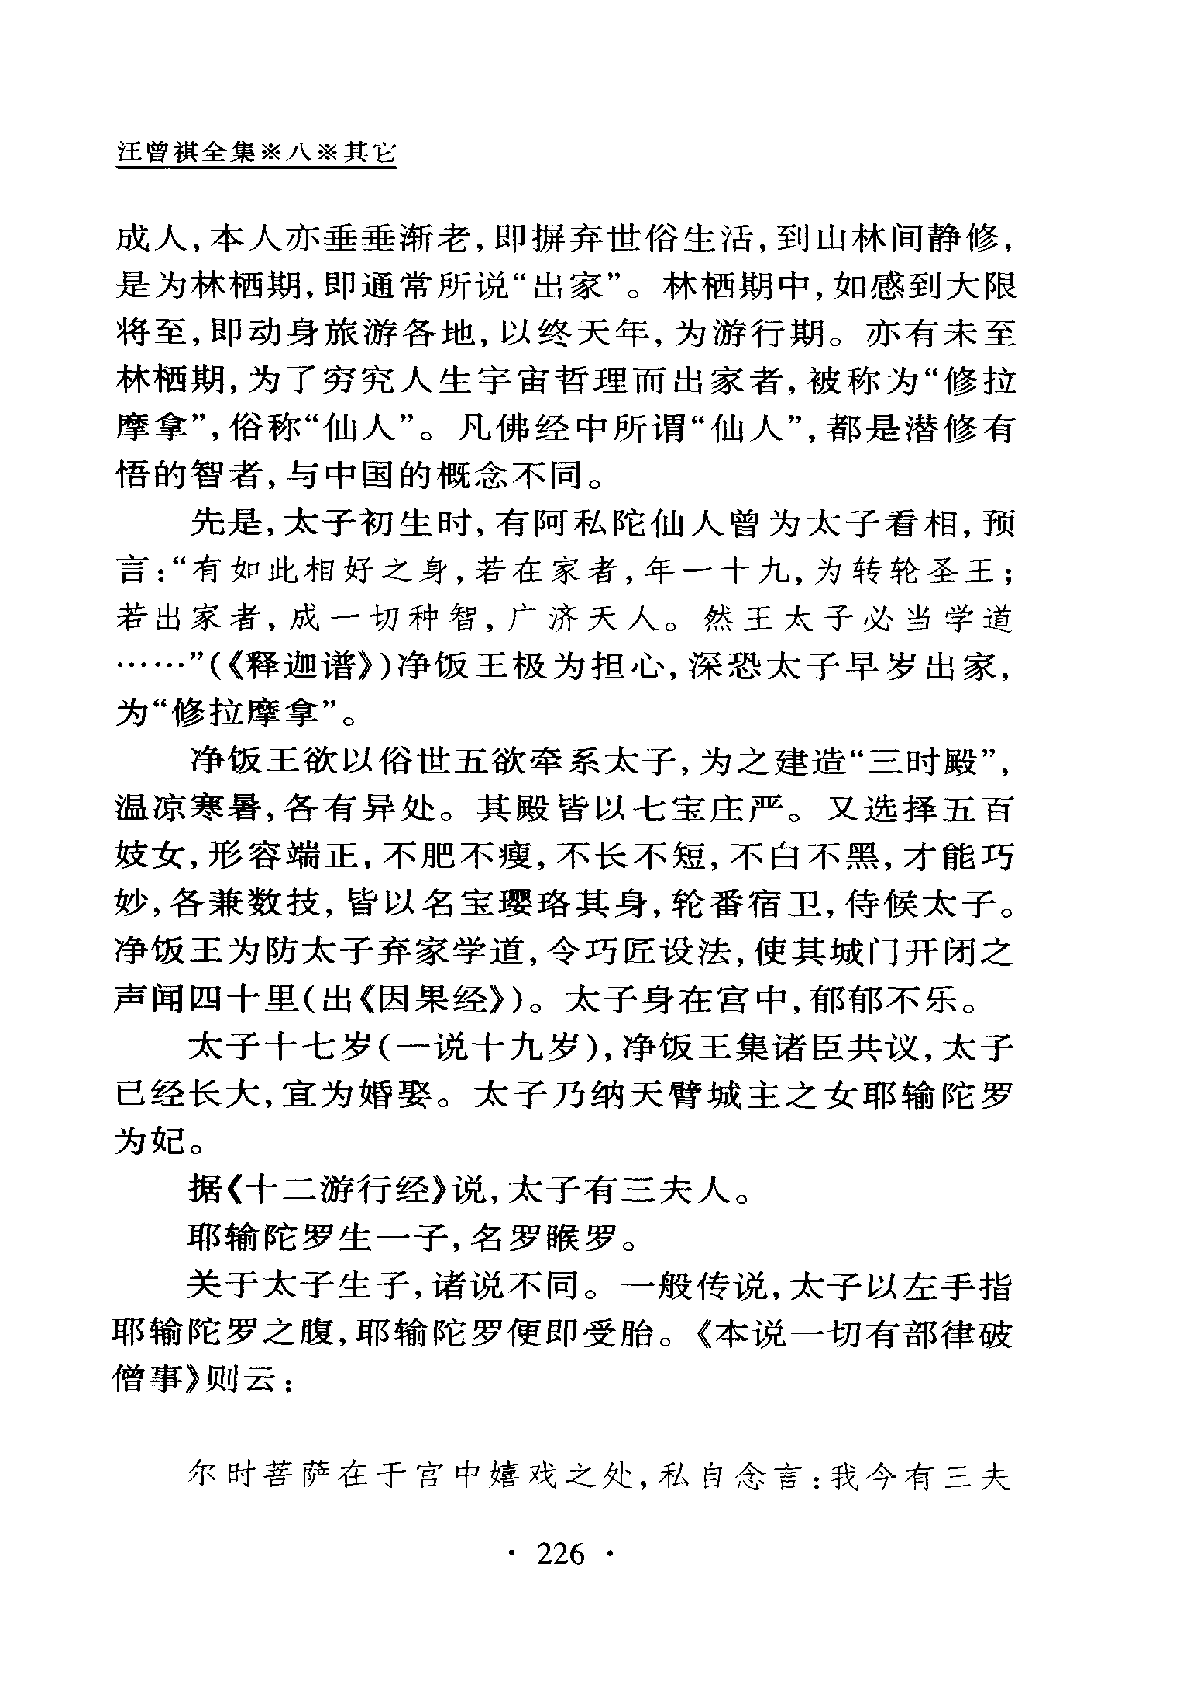 汪曾祺全集※八※其它
成人,本人亦垂垂渐老,即摒弃世俗生活,到山林间静修,
是为林栖期,即通常所说“出家”。林栖期中,如感到大限
将至,即动身旅游各地,以终天年,为游行期。亦有未至
林栖期,为了穷究人生宇宙哲理而出家者,被称为“修拉
摩拿”,俗称“仙人”。凡佛经中所谓“仙人”,都是潜修有
悟的智者,与中国的概念不同。
先是,太子初生时,有阿私陀仙人曾为太子看相,预
言:“有如此相好之身,若在家者,年一十九,为转轮圣王;
若出家者,成一切种智,广济天人。然王太子必当学道
……”(《释迦谱》)净饭王极为担心,深恐太子早岁出家,
为“修拉摩拿”。
净饭王欲以俗世五欲牵系太子,为之建造“三时殿”,
温凉寒暑,各有异处。其殿皆以七宝庄严。又选择五百
妓女,形容端正,不肥不瘦,不长不短,不白不黑,才能巧
妙,各兼数技,皆以名宝璎珞其身,轮番宿卫,侍候太子。
净饭王为防太子弃家学道,令巧匠设法,使其城门开闭之
声闻四十里(出《因果经》)。太子身在宫中,郁郁不乐。
太子十七岁(一说十九岁),净饭王集诸臣共议,太子
已经长大,宜为婚娶。太子乃纳天臂城主之女耶输陀罗
为妃。
据《十二游行经》说,太子有三夫人。
耶输陀罗生一子,名罗睺罗。
关于太子生子,诸说不同。一般传说,太子以左手指
耶输陀罗之腹,耶输陀罗便即受胎。《本说一切有部律破
僧事》则云:
尔时菩萨在于宫中嬉戏之处,私自念言:我今有三夫
· 226 ·